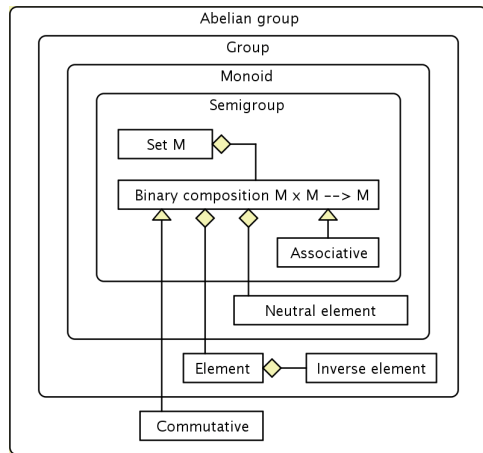 Abelian group
Group
Monoid
Semigroup
Set M
Binary composition M x M --> M
Associative
Neutral element
Element
Inverse element
Commutative